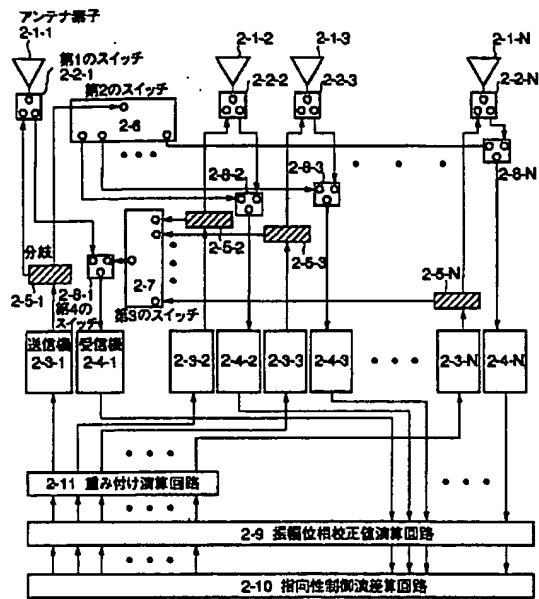 アンテナ素子
2-1-1
第1のスイッチ
2-2-1
第2のスイッチ
2-6
2-1-2
2-2-2
2-1-3
2-2-3
2-1-N
2-2-N
2-8-2
2-8-3
2-8-N
分岐
2-5-1
2-8-1
第4の
スイッチ
2-7
第3のスイッチ
2-5-2
2-5-3
2-5-N
送信機
2-3-1
受信機
2-4-1
2-3-2
2-4-2
2-3-3
2-4-3
2-3-N
2-4-N
2-11 重み付け演算回路
2-9 振幅位相校正値演算回路
2-10 指向性制御演差算回路